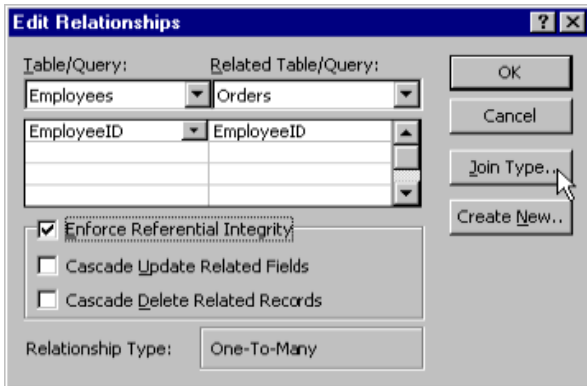 Edit Relationships
Table/Query: Related Table/Query:
Employees Orders
EmployeeID EmployeeID
Enforce Referential Integrity
Cascade Update Related Fields
Cascade Delete Related Records
Relationship Type: One-To-Many
OK
Cancel
Join Type..
Create New..